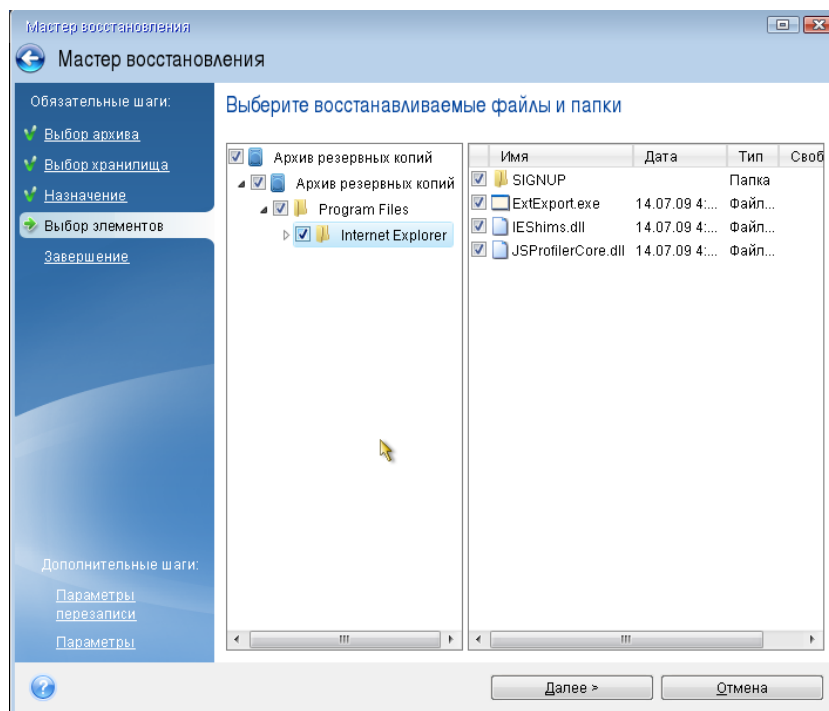 Мастер восстановления
Мастер восстановления
Обязательные шаги:
Выбор архива
Выбор хранилища
Назначение
Выбор элементов
Завершение
Дополнительные шаги:
Параметры
перезаписи
Параметры
Выберите восстанавливаемые файлы и папки
Архив резервных копий
Архив резервных копий
Program Files
Internet Explorer
Имя Дата Тип Своб
SIGNUP Папка
ExtExport.exe 14.07.09 4:... Файл...
IEShims.dll 14.07.09 4:... Файл...
JSProfilerCore.dll 14.07.09 4:... Файл...
?
Далее > Отмена